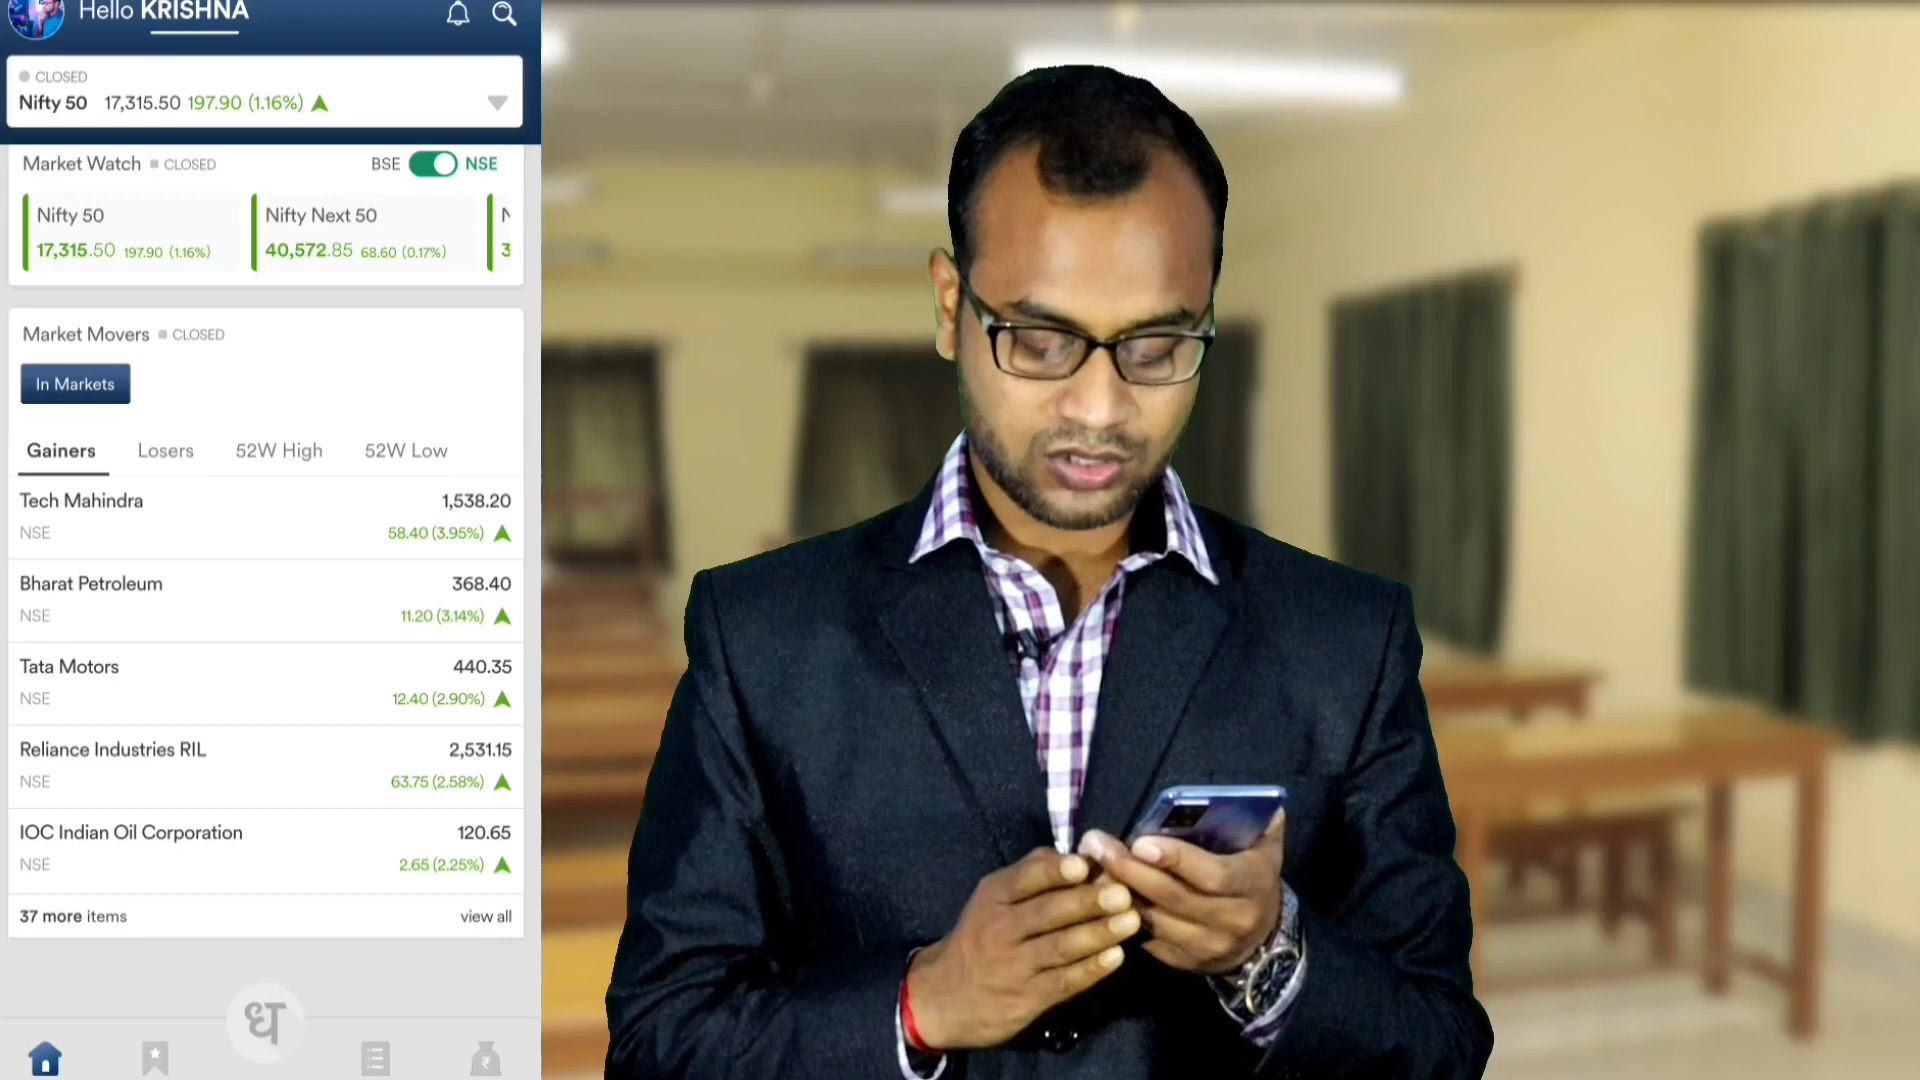 Hello KRISHNA
CLOSED
Nifty 50 17,315.50 197.90 (1.16%)
Market Watch CLOSED BSE NSE
Nifty 50 Nifty Next 50 N
17,315.50 197.90 (1.16%) 40,572.85 68.60 (0.17%) 3
Market Movers CLOSED
In Markets
Gainers Losers 52W High 52W Low
Tech Mahindra 1,538.20
NSE 58.40 (3.95%)
Bharat Petroleum 368.40
NSE 11.20 (3.14%)
Tata Motors 440.35
NSE 12.40 (2.90%)
Reliance Industries RIL 2,531.15
NSE 63.75 (2.58%)
IOC Indian Oil Corporation 120.65
NSE 2.65 (2.25%)
37 more items view all
ध
₹